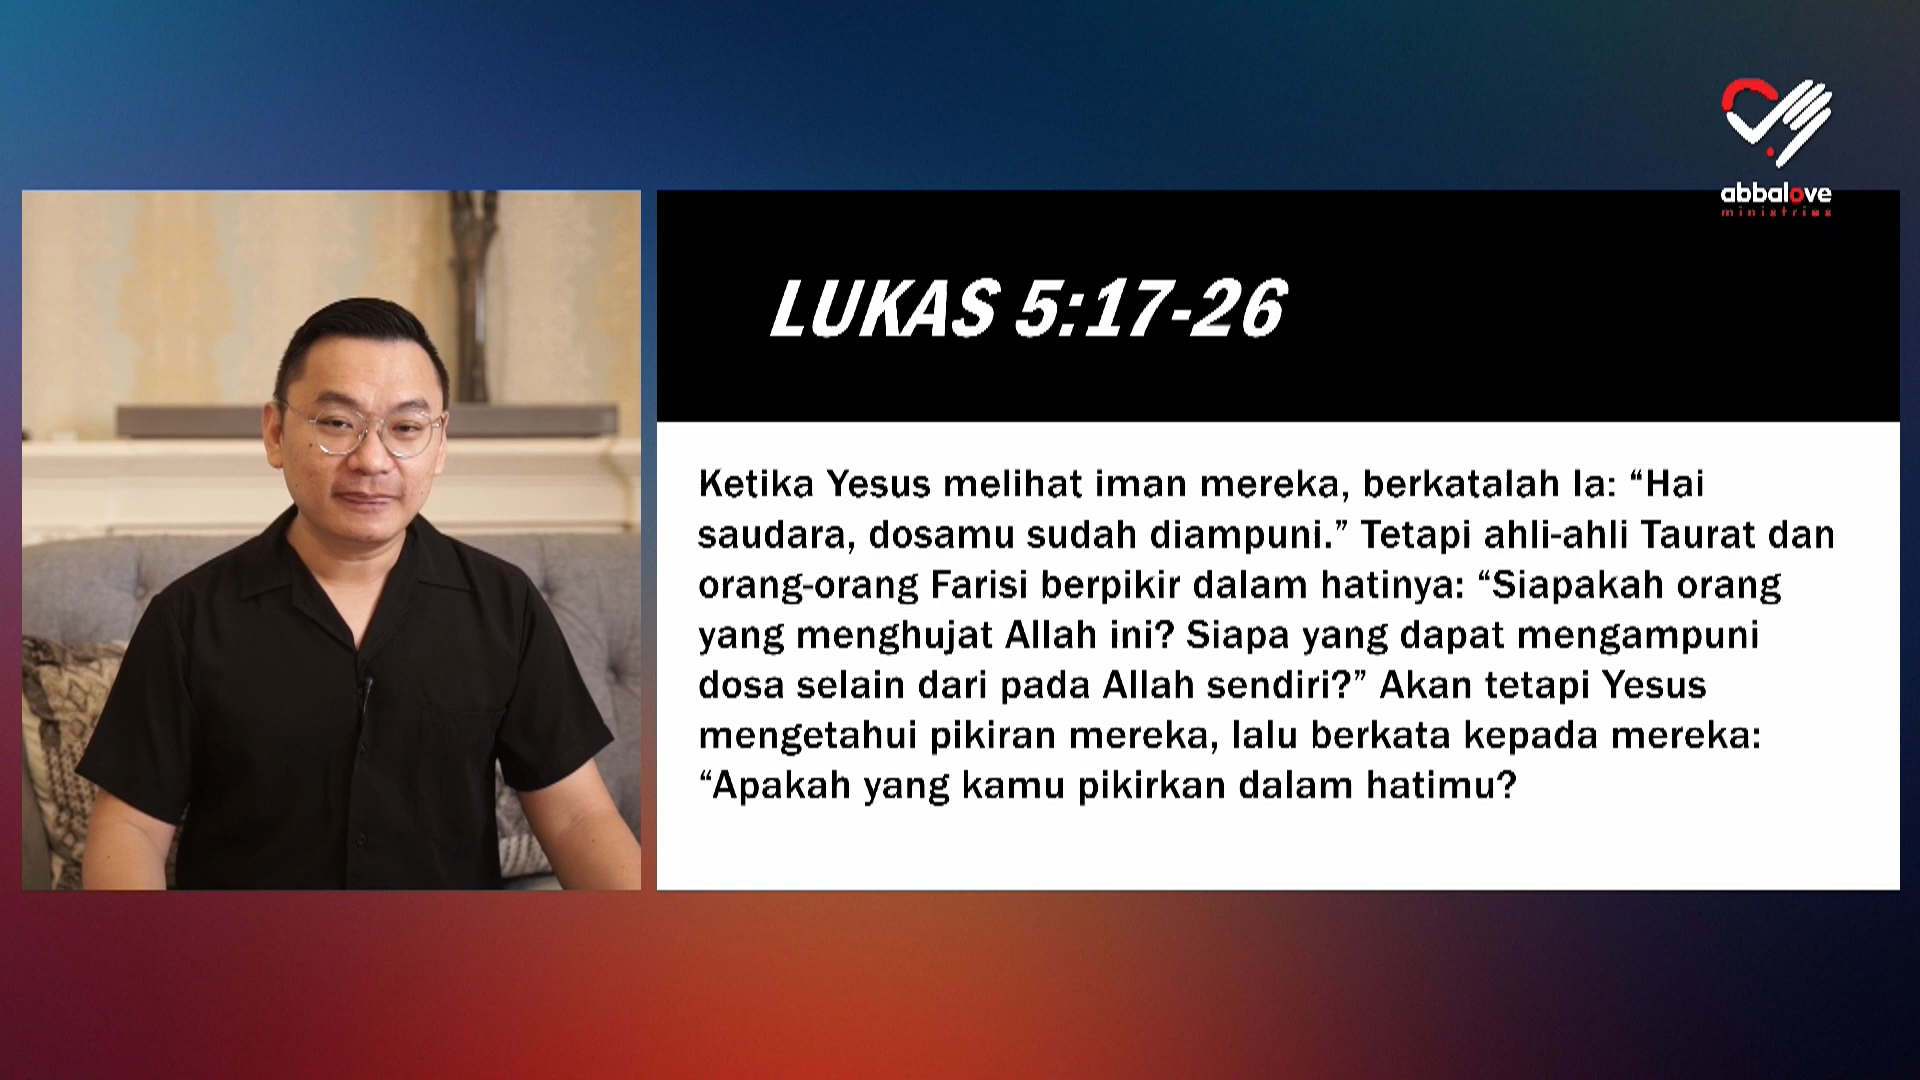 abbalove
ministries
LUKAS 5:17-26
Ketika Yesus melihat iman mereka, berkatalah Ia: “Hai
saudara, dosamu sudah diampuni.” Tetapi ahli-ahli Taurat dan
orang-orang Farisi berpikir dalam hatinya: “Siapakah orang
yang menghujat Allah ini? Siapa yang dapat mengampuni
dosa selain dari pada Allah sendiri?” Akan tetapi Yesus
mengetahui pikiran mereka, lalu berkata kepada mereka:
“Apakah yang kamu pikirkan dalam hatimu?